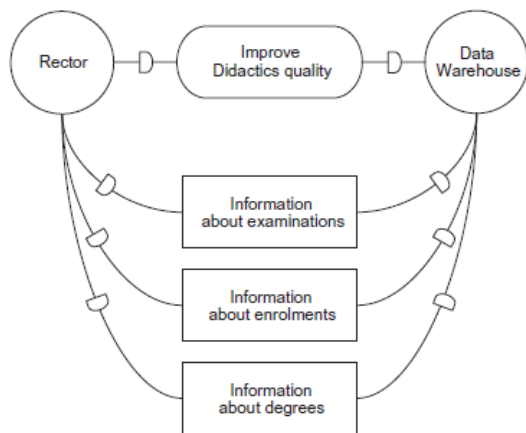 Rector
Improve
Didactics quality
Data
Warehouse
Information
about examinations
Information
about enrolments
Information
about degrees